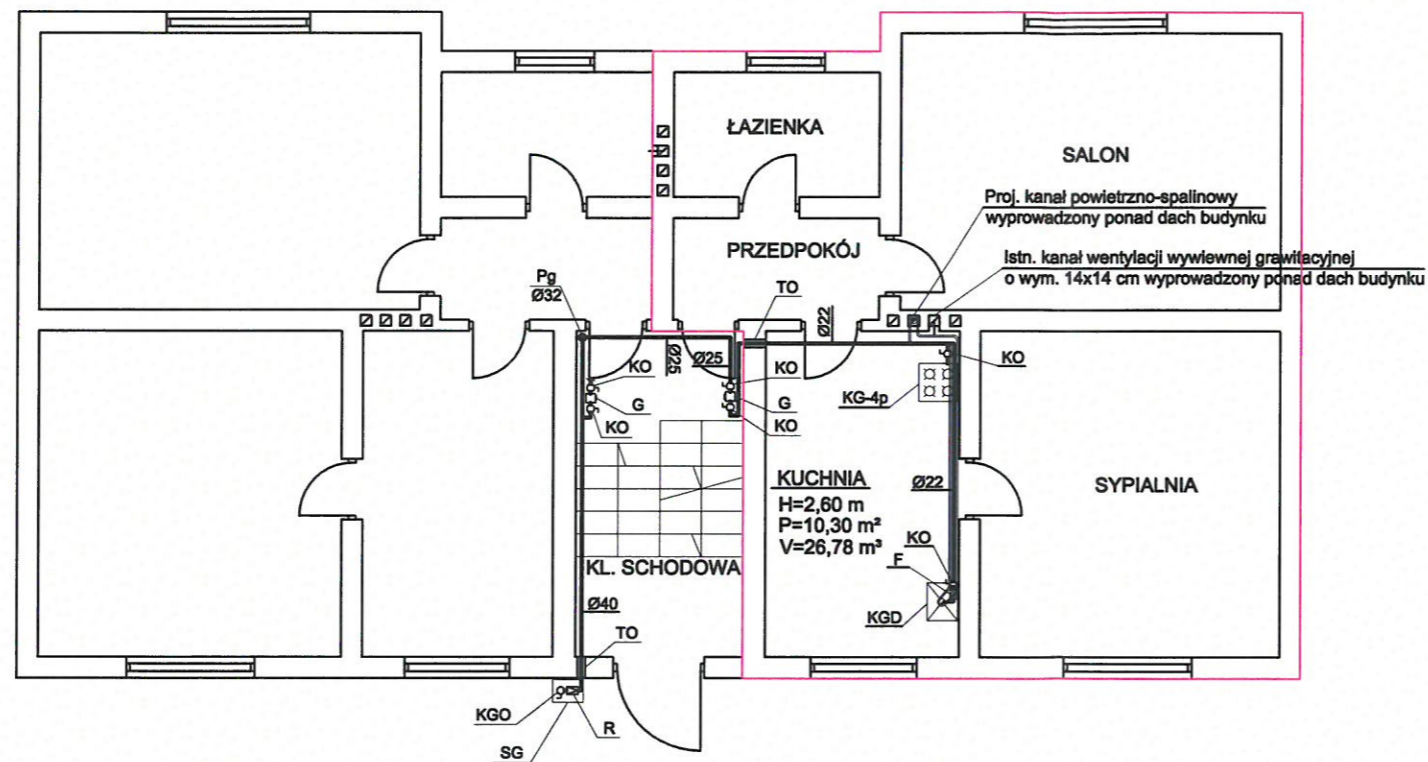 ŁAZIENKA
SALON
Proj. kanał powietrzno-spalinowy
wyprowadzony ponad dach budynku
PRZEDPOKÓJ
Istn. kanał wentylacji wywiewnej grawitacyjnej
o wym. 14x14 cm wyprowadzony ponad dach budynku
Pg
Ø32
TO
Ø22
Ø25
Ø25
KO
KO
KO
G
G
KG-4p
KO
KO
KUCHNIA
H=2,60 m
P=10,30 m²
V=26,78 m³
Ø22
SYPIALNIA
KO
F
KL. SCHODOWA
KGD
Ø40
TO
KGO
R
SG